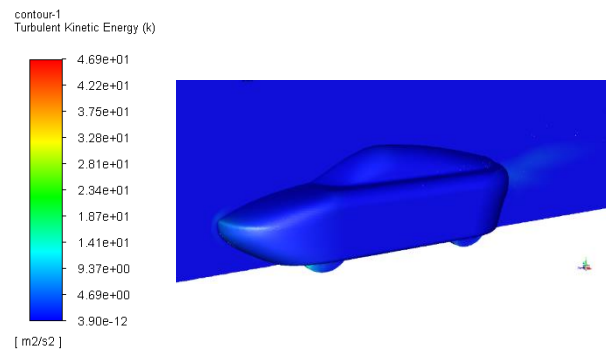 contour-1
Turbulent Kinetic Energy (k)
4.69e+01
4.22e+01
3.75e+01
3.28e+01
2.81e+01
2.34e+01
1.87e+01
1.41e+01
9.37e+00
4.69e+00
3.90e-12
[ m2/s2 ]